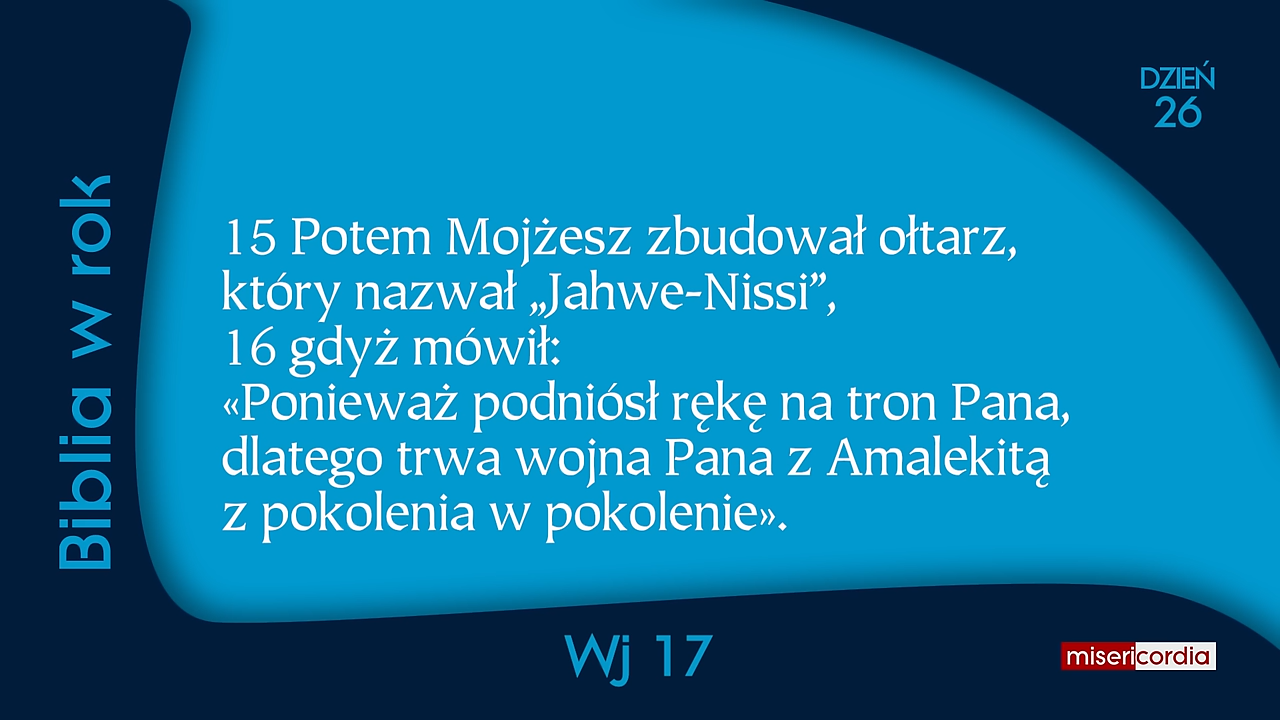 DZIEŃ
26
Biblia w rok
15 Potem Mojżesz zbudował ołtarz,
który nazwał „Jahwe-Nissi”,
16 gdyż mówił:
«Ponieważ podniósł rękę na tron Pana,
dlatego trwa wojna Pana z Amalekitą
z pokolenia w pokolenie».
Wj 17
misericordia